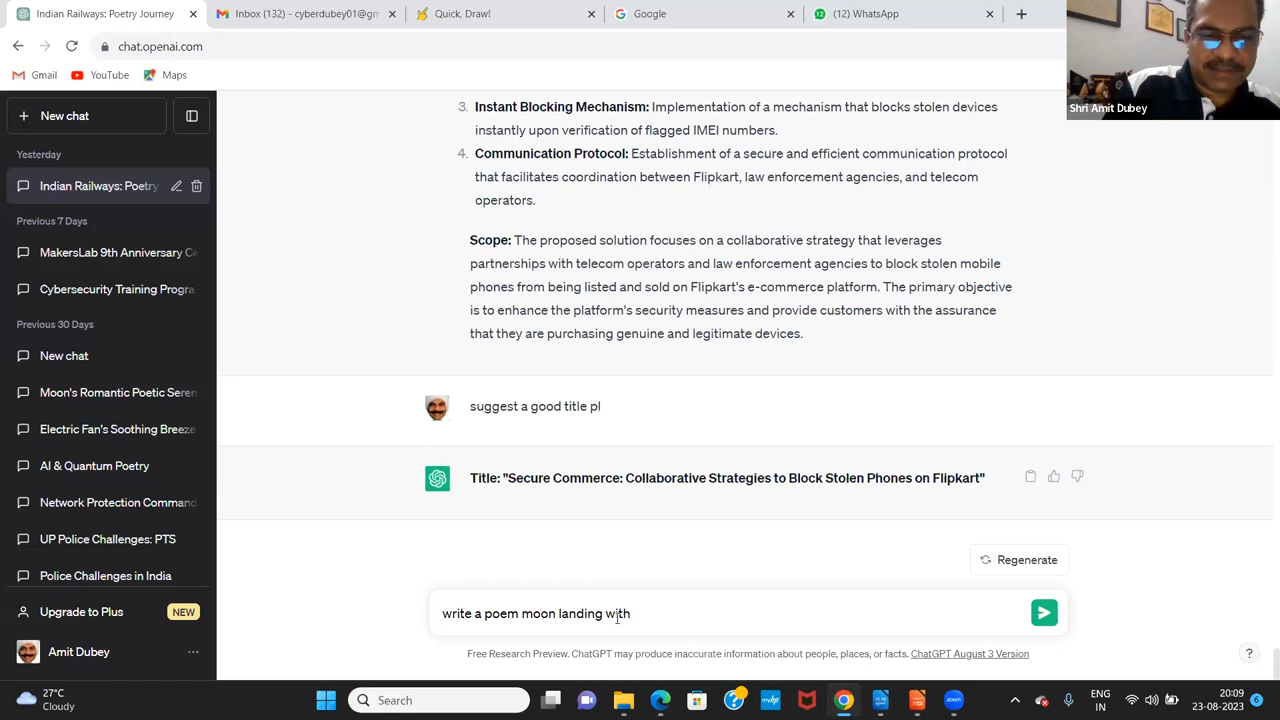 Indian Railways: Poetry Journey
Inbox (132) - cyberdubey01@gm
Quick, Draw!
Google
(12) WhatsApp
chat.openai.com
Gmail
YouTube
Maps
Shri Amit Dubey
New chat
Yesterday
Indian Railways: Poetry
Previous 7 Days
MakersLab 9th Anniversary Ce
Cybersecurity Training Progra
Previous 30 Days
New chat
Moon's Romantic Poetic Seren
Electric Fan's Soothing Breeze
AI & Quantum Poetry
Network Protection Command
UP Police Challenges: PTS
Police Challenges in India
Upgrade to Plus
NEW
Amit Dubey
3. Instant Blocking Mechanism: Implementation of a mechanism that blocks stolen devices
instantly upon verification of flagged IMEI numbers.
4. Communication Protocol: Establishment of a secure and efficient communication protocol
that facilitates coordination between Flipkart, law enforcement agencies, and telecom
operators.
Scope: The proposed solution focuses on a collaborative strategy that leverages
partnerships with telecom operators and law enforcement agencies to block stolen mobile
phones from being listed and sold on Flipkart's e-commerce platform. The primary objective
is to enhance the platform's security measures and provide customers with the assurance
that they are purchasing genuine and legitimate devices.
suggest a good title pl
Title: "Secure Commerce: Collaborative Strategies to Block Stolen Phones on Flipkart"
Regenerate
write a poem moon landing with
Free Research Preview. ChatGPT may produce inaccurate information about people, places, or facts. ChatGPT August 3 Version
?
27°C
Cloudy
Search
ENG
IN
20:09
23-08-2023
6